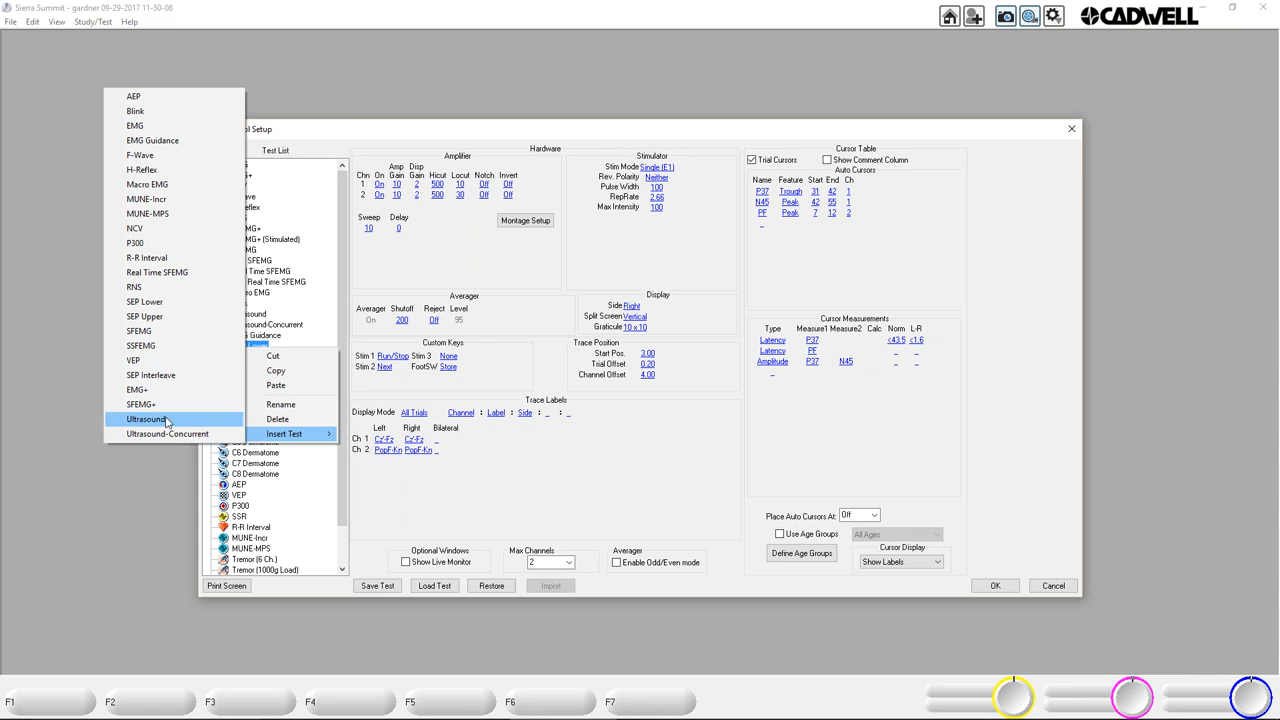 Sierra Summit - gardner 09-29-2017 11-50-08
File Edit View Study/Test Help
CADWELL
AEP
Blink
EMG
EMG Guidance
F-Wave
H-Reflex
Macro EMG
MUNE-Incr
MUNE-MPS
NCV
P300
R-R Interval
Real Time SFEMG
RNS
SEP Lower
SEP Upper
SFEMG
SSFEMG
VEP
SEP Interleave
EMG+
SFEMG+
Ultrasound
Ultrasound-Concurrent
Cut
Copy
Paste
Rename
Delete
Insert Test
Setup
Test List
(Stimulated)
SFEMG
Time SFEMG
Real Time SFEMG
EMG
Guidance
C6 Dermatome
C7 Dermatome
C8 Dermatome
AEP
VEP
P300
SSR
R-R Interval
MUNE-Incr
MUNE-MPS
Tremor (6 Ch.)
Tremor (1000g Load)
Hardware
Amplifier
Amp Disp
Chn On Gain Gain Hicut Locut Notch Invert
1 On 10 2 500 10 Off Off
2 On 10 2 500 30 Off Off
Sweep Delay
10 0
Montage Setup
Stimulator
Stim Mode Single (E1)
Rev. Polarity Neither
Pulse Width 100
RepRate 2.66
Max Intensity 100
Averager
Averager Shutoff Reject Level
On 200 Off 95
Display
Side Right
Split Screen Vertical
Graticule 10 x 10
Custom Keys
Stim 1 Run/Stop Stim 3 None
Stim 2 Next FootSW Store
Trace Position
Start Pos. 3.00
Trial Offset 0.20
Channel Offset 4.00
Trace Labels
Display Mode All Trials Channel : Label : Side : _ : _
Left Right Bilateral
Ch 1 Cz'-Fz Cz'-Fz _
Ch 2 PopF-Kn PopF-Kn _
Optional Windows
Show Live Monitor
Max Channels
2
Averager
Enable Odd/Even mode
Cursor Table
Trial Cursors Show Comment Column
Auto Cursors
Name Feature Start End Ch
P37 Trough 31 42 1
N45 Peak 42 55 1
PF Peak 7 12 2
_
Cursor Measurements
Type Measure1 Measure2 Calc Norm L-R
Latency P37 <43.5 <1.6
Latency PF _ _
Amplitude P37 N45 _ _
_
Place Auto Cursors At: Off
Use Age Groups All Ages
Define Age Groups
Cursor Display
Show Labels
Print Screen Save Test Load Test Restore Import OK Cancel
F1 F2 F3 F4 F5 F6 F7